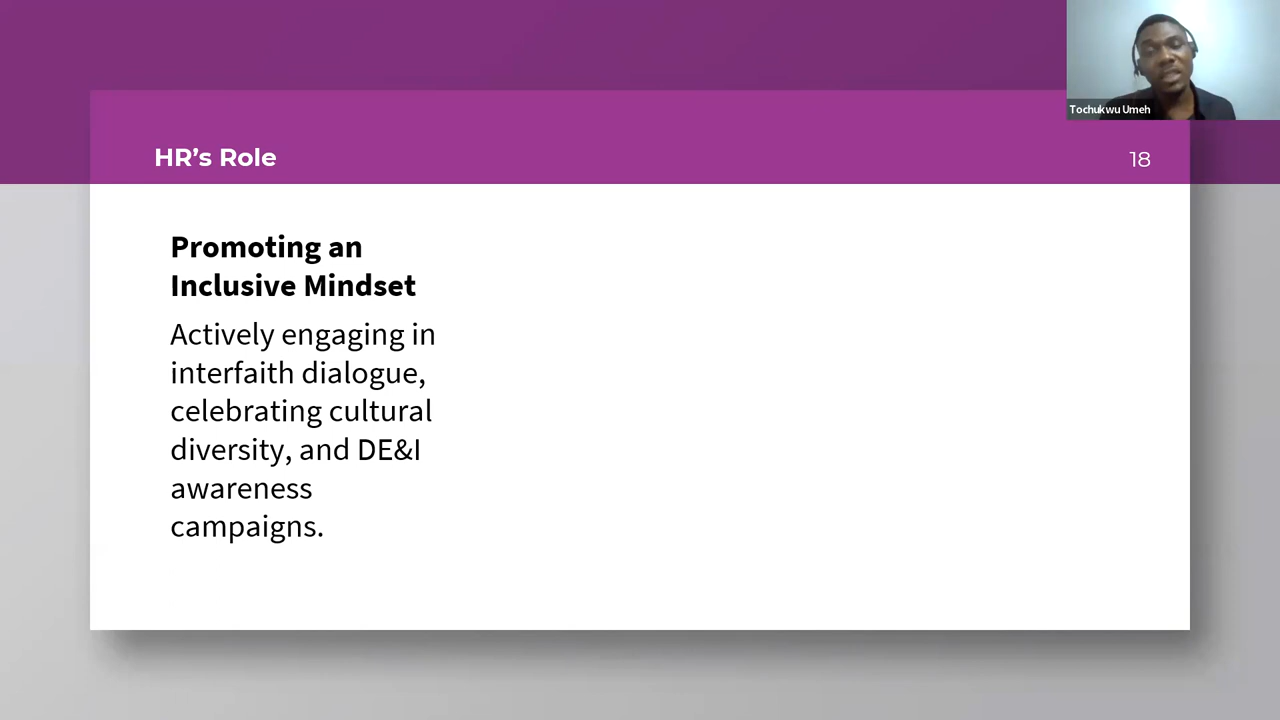 Tochukwu Umeh
HR’s Role
18
Promoting an
Inclusive Mindset
Actively engaging in
interfaith dialogue,
celebrating cultural
diversity, and DE&I
awareness
campaigns.